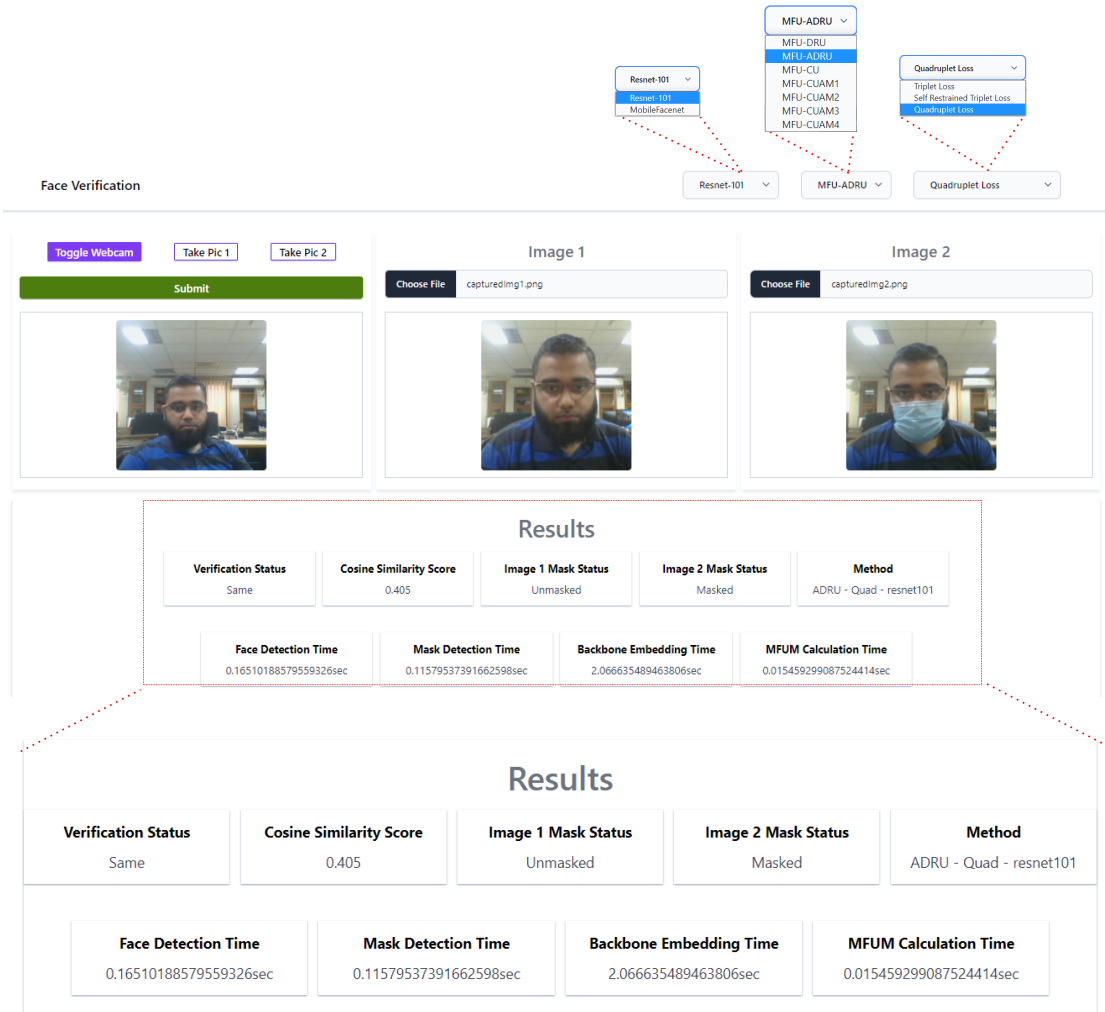 MFU-ADRU
MFU-DRU
MFU-ADRU
MFU-CU
MFU-CUAM1
MFU-CUAM2
MFU-CUAM3
MFU-CUAM4
Resnet-101
Resnet-101
MobileFacenet
Quadruplet Loss
Triplet Loss
Self Restrained Triplet Loss
Quadruplet Loss
Face Verification
Resnet-101
MFU-ADRU
Quadruplet Loss
Toggle Webcam
Take Pic 1
Take Pic 2
Submit
Image 1
Choose File capturedImg1.png
Image 2
Choose File capturedImg2.png
Results
Verification Status
Same
Cosine Similarity Score
0.405
Image 1 Mask Status
Unmasked
Image 2 Mask Status
Masked
Method
ADRU - Quad - resnet101
Face Detection Time
0.16510188579559326sec
Mask Detection Time
0.11579537391662598sec
Backbone Embedding Time
2.066635489463806sec
MFUM Calculation Time
0.015459299087524414sec
Results
Verification Status
Same
Cosine Similarity Score
0.405
Image 1 Mask Status
Unmasked
Image 2 Mask Status
Masked
Method
ADRU - Quad - resnet101
Face Detection Time
0.16510188579559326sec
Mask Detection Time
0.11579537391662598sec
Backbone Embedding Time
2.066635489463806sec
MFUM Calculation Time
0.015459299087524414sec